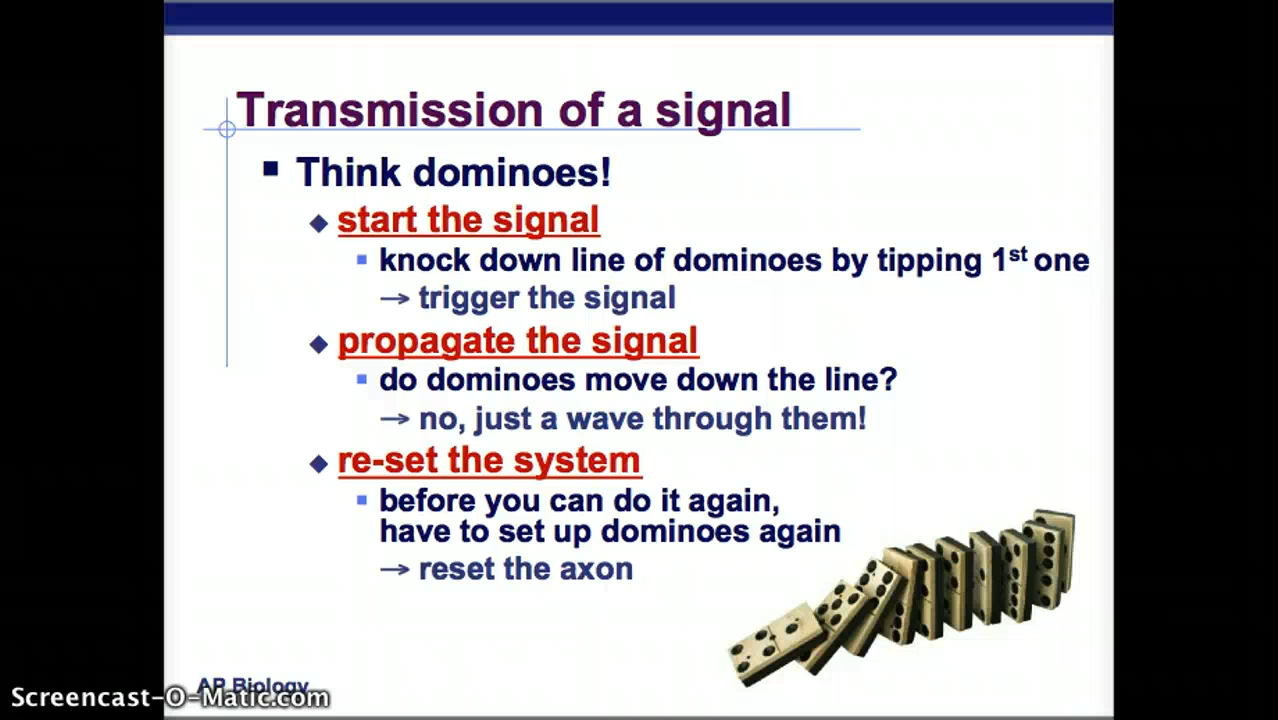 Transmission of a signal
Think dominoes!
start the signal
knock down line of dominoes by tipping 1st one
→ trigger the signal
propagate the signal
do dominoes move down the line?
→ no, just a wave through them!
re-set the system
before you can do it again,
have to set up dominoes again
→ reset the axon
AP Biology
Screencast-O-Matic.com